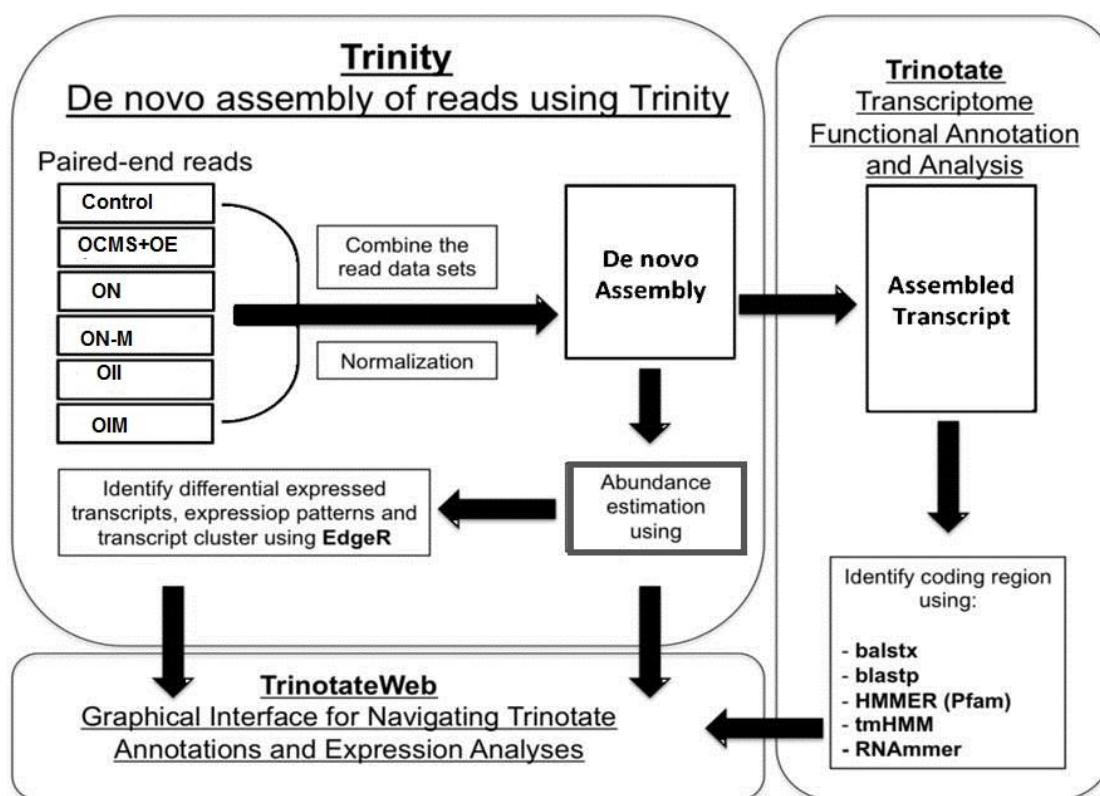 Trinity
De novo assembly of reads using Trinity
Paired-end reads
Control
OCMS+OE
ON
ON-M
OII
OIM
Combine the
read data sets
Normalization
De novo
Assembly
Abundance
estimation
using
Identify differential expressed
transcripts, expressiop patterns and
transcript cluster using EdgeR
Trinotate
Transcriptome
Functional Annotation
and Analysis
Assembled
Transcript
Identify coding region
using:
- balstx
- blastp
- HMMER (Pfam)
- tmHMM
- RNAmmer
TrinotateWeb
Graphical Interface for Navigating Trinotate
Annotations and Expression Analyses